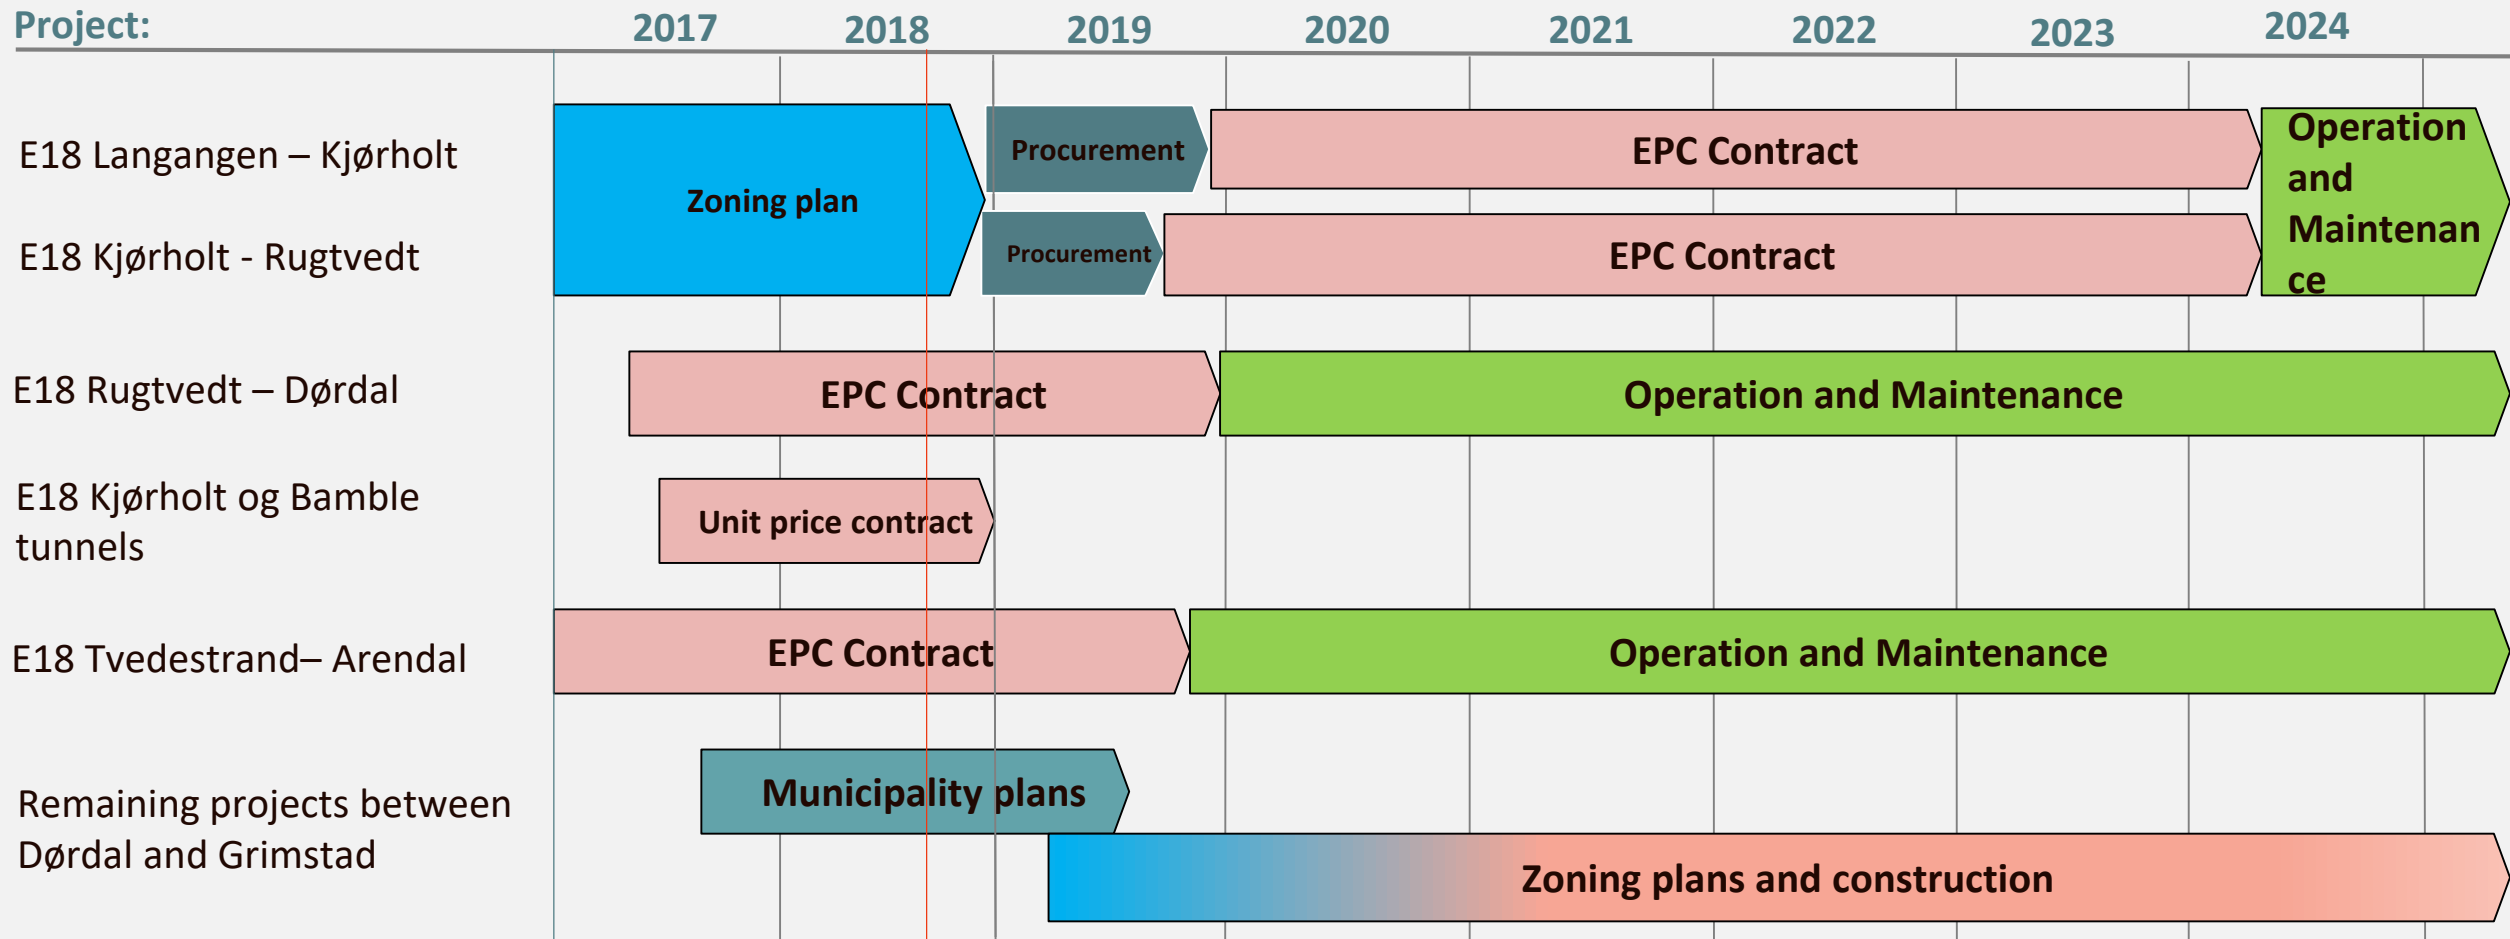 Project: 2017 2018 2019 2020 2021 2022 2023 2024
E18 Langangen – Kjørholt
Procurement
EPC Contract
Operation
and
Maintenan
ce
Zoning plan
E18 Kjørholt - Rugtvedt
Procurement
EPC Contract
E18 Rugtvedt – Dørdal
EPC Contract
Operation and Maintenance
E18 Kjørholt og Bamble
tunnels
Unit price contract
E18 Tvedestrand– Arendal
EPC Contract
Operation and Maintenance
Remaining projects between
Dørdal and Grimstad
Municipality plans
Zoning plans and construction